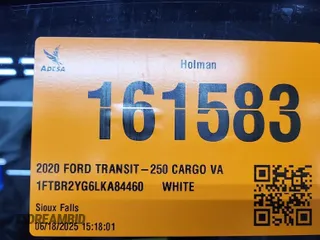 ADESA
Holman
161583
2020 FORD TRANSIT-250 CARGO VA
1FTBR2YG6LKA84460 WHITE
Sioux Falls
06/18/2025 15:18:01
DREAMBID